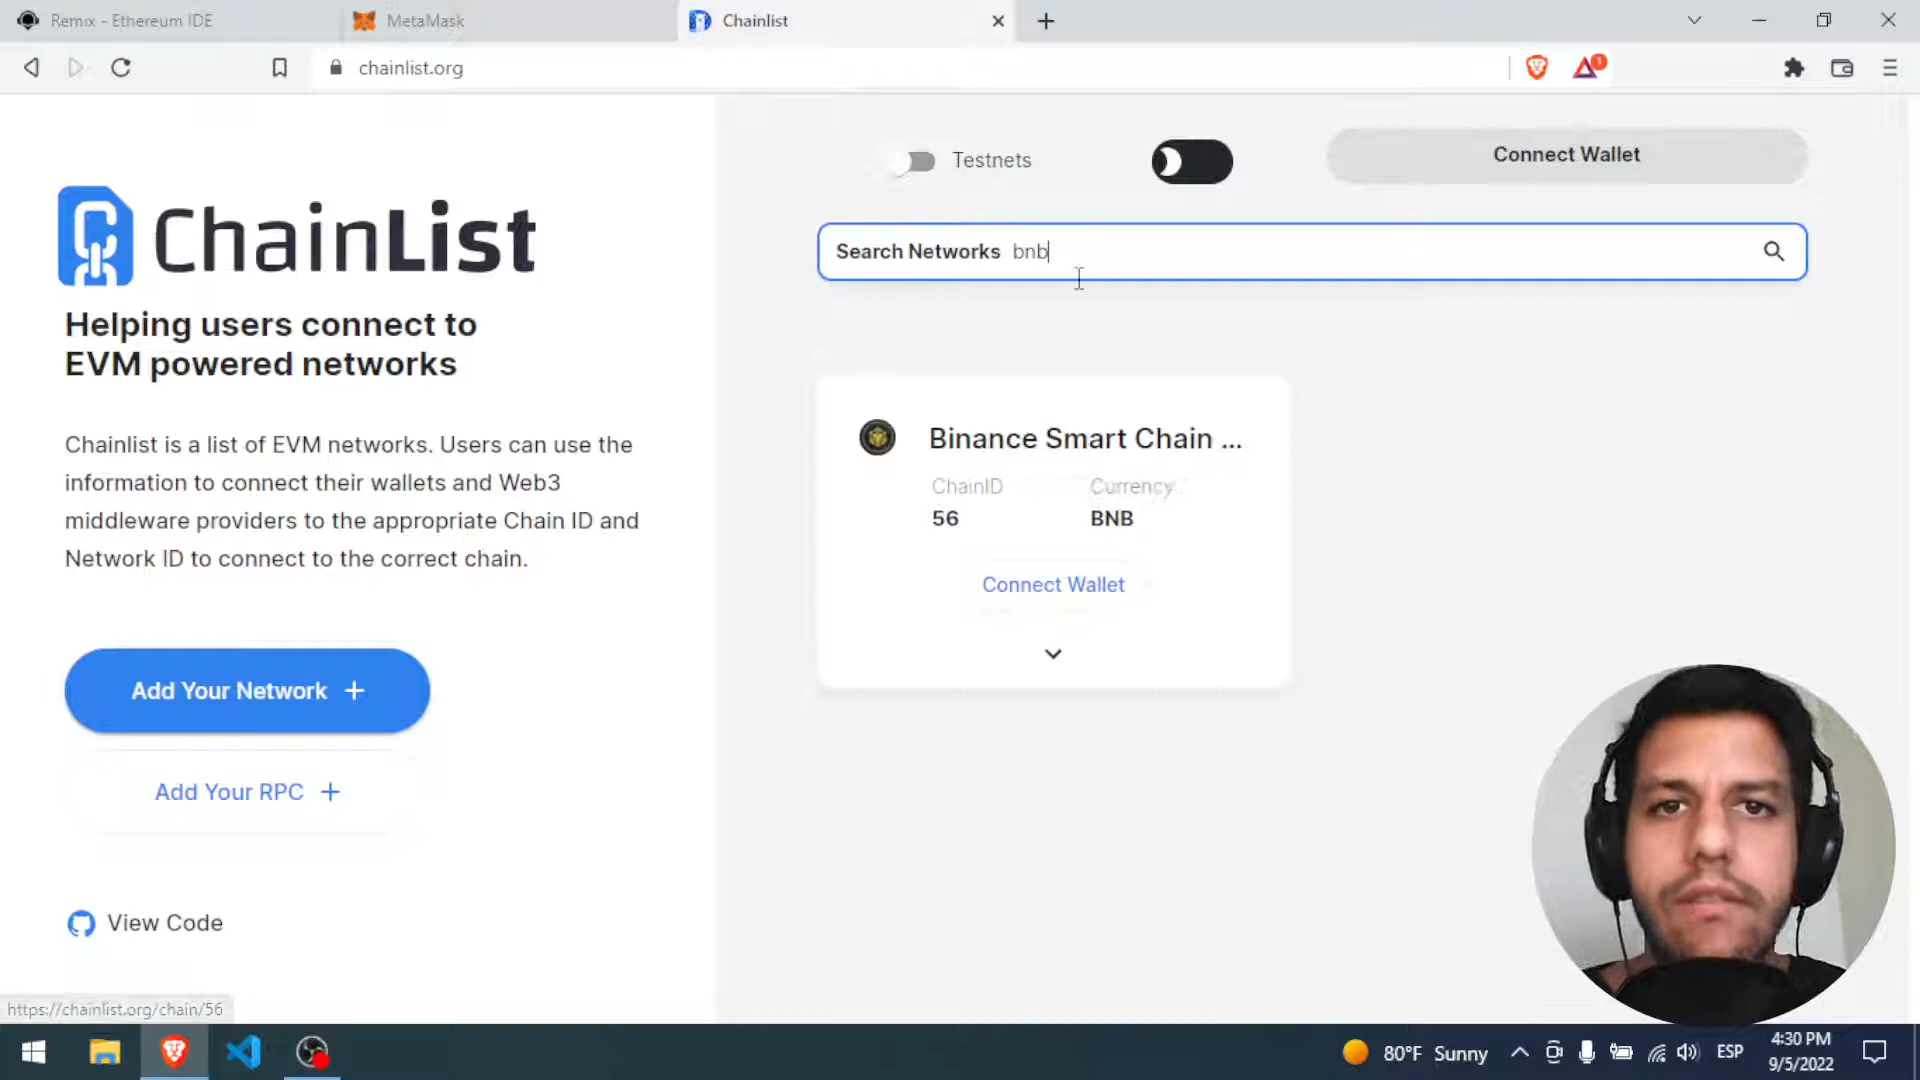 Remix - Ethereum IDE
MetaMask
Chainlist
chainlist.org
1
Testnets
Connect Wallet
Search Networks bnb
ChainList
Helping users connect to
EVM powered networks
Chainlist is a list of EVM networks. Users can use the
information to connect their wallets and Web3
middleware providers to the appropriate Chain ID and
Network ID to connect to the correct chain.
Add Your Network +
Add Your RPC +
View Code
Binance Smart Chain ...
ChainID
Currency
56
BNB
Connect Wallet
https://chainlist.org/chain/56
80°F Sunny
ESP
4:30 PM
9/5/2022